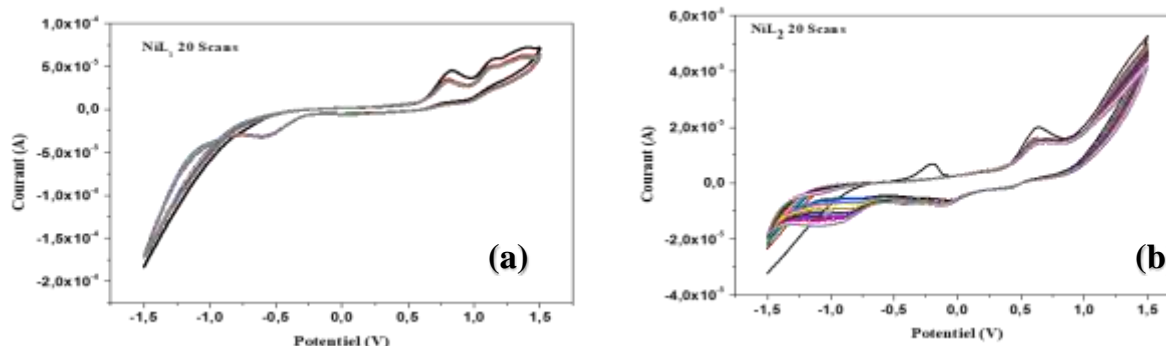 1,0x10⁻⁴
5,0x10⁻⁵
0,0
-5,0x10⁻⁵
-1,0x10⁻⁴
-1,5x10⁻⁴
-2,0x10⁻⁴
NiL₁ 20 Scans
Courant (A)
(a)
-1,5 -1,0 -0,5 0,0 0,5 1,0 1,5
Potentiel (V)
6,0x10⁻⁵
4,0x10⁻⁵
2,0x10⁻⁵
0,0
-2,0x10⁻⁵
-4,0x10⁻⁵
NiL₂ 20 Scans
Courant (A)
(b
-1,5 -1,0 -0,5 0,0 0,5 1,0 1,5
Potentiel (V)